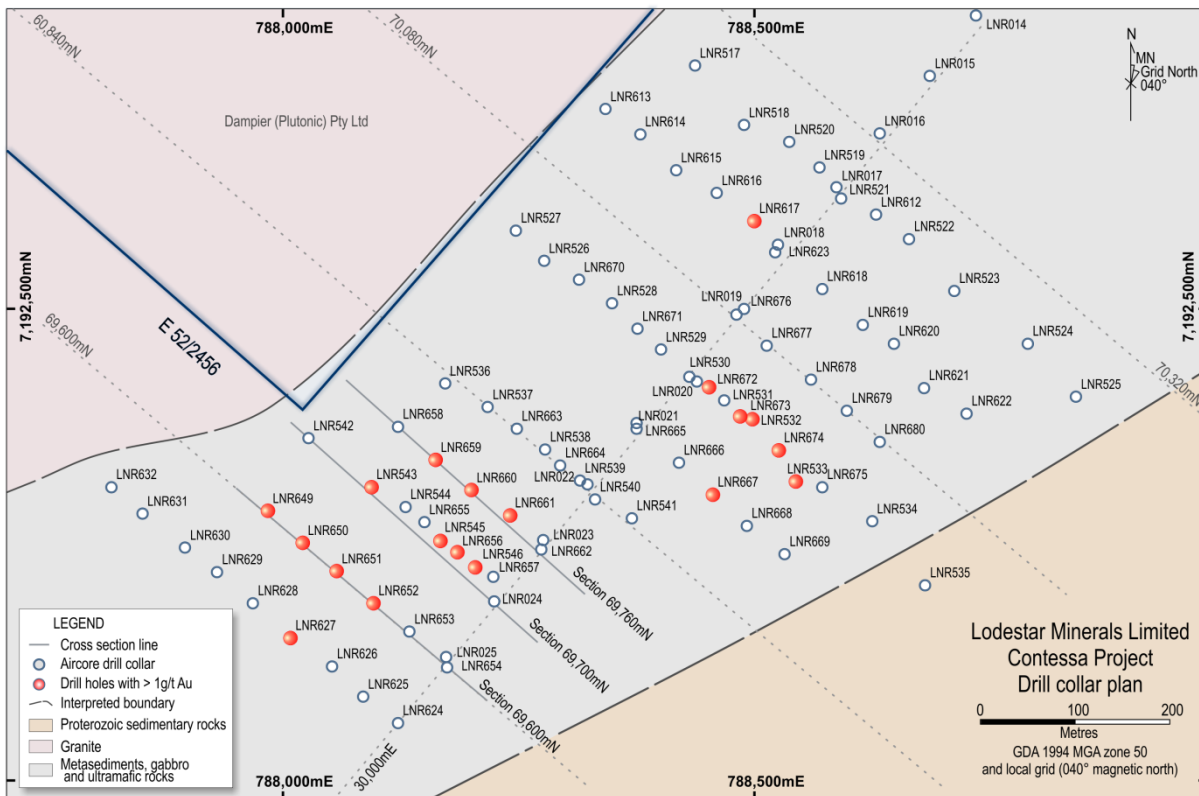 788,000mE
788,500mE
60,840mN
70,080mN
LNR014
LNR517
N
MN
Grid North
040°
LNR015
LNR613
Dampier (Plutonic) Pty Ltd
LNR518
LNR016
LNR614
LNR520
LNR615
LNR519
LNR616
LNR017
LNR521
LNR617
LNR612
LNR527
LNR018
LNR522
LNR526
LNR623
LNR670
7,192,500mN
LNR618
LNR523
7,192,500mN
LNR528
LNR019
LNR676
69,600mN
E 52/2456
LNR671
LNR619
LNR529
LNR677
LNR620
LNR524
LNR530
LNR678
70,320mN
LNR536
LNR020
LNR672
LNR621
LNR525
LNR537
LNR531
LNR658
LNR021
LNR673
LNR679
LNR622
LNR542
LNR663
LNR665
LNR532
LNR538
LNR680
LNR659
LNR664
LNR666
LNR674
LNR632
LNR543
LNR660
LNR022
LNR539
LNR533
LNR675
LNR540
LNR667
LNR631
LNR649
LNR544
LNR661
LNR541
LNR655
LNR668
LNR534
LNR630
LNR650
LNR545
LNR023
LNR656
LNR662
LNR669
LNR629
LNR651
LNR546
LNR657
LNR535
LNR628
LNR652
LNR024
Section 69,760mN
LNR627
LNR653
Section 69,700mN
LNR626
LNR025
LNR654
LNR625
Section 69,600mN
LNR624
30,000mE
LEGEND
Cross section line
Aircore drill collar
Drill holes with > 1g/t Au
Interpreted boundary
Proterozoic sedimentary rocks
Granite
Metasediments, gabbro
and ultramafic rocks
Lodestar Minerals Limited
Contessa Project
Drill collar plan
0 100 200
Metres
GDA 1994 MGA zone 50
and local grid (040° magnetic north)
788,000mE
788,500mE